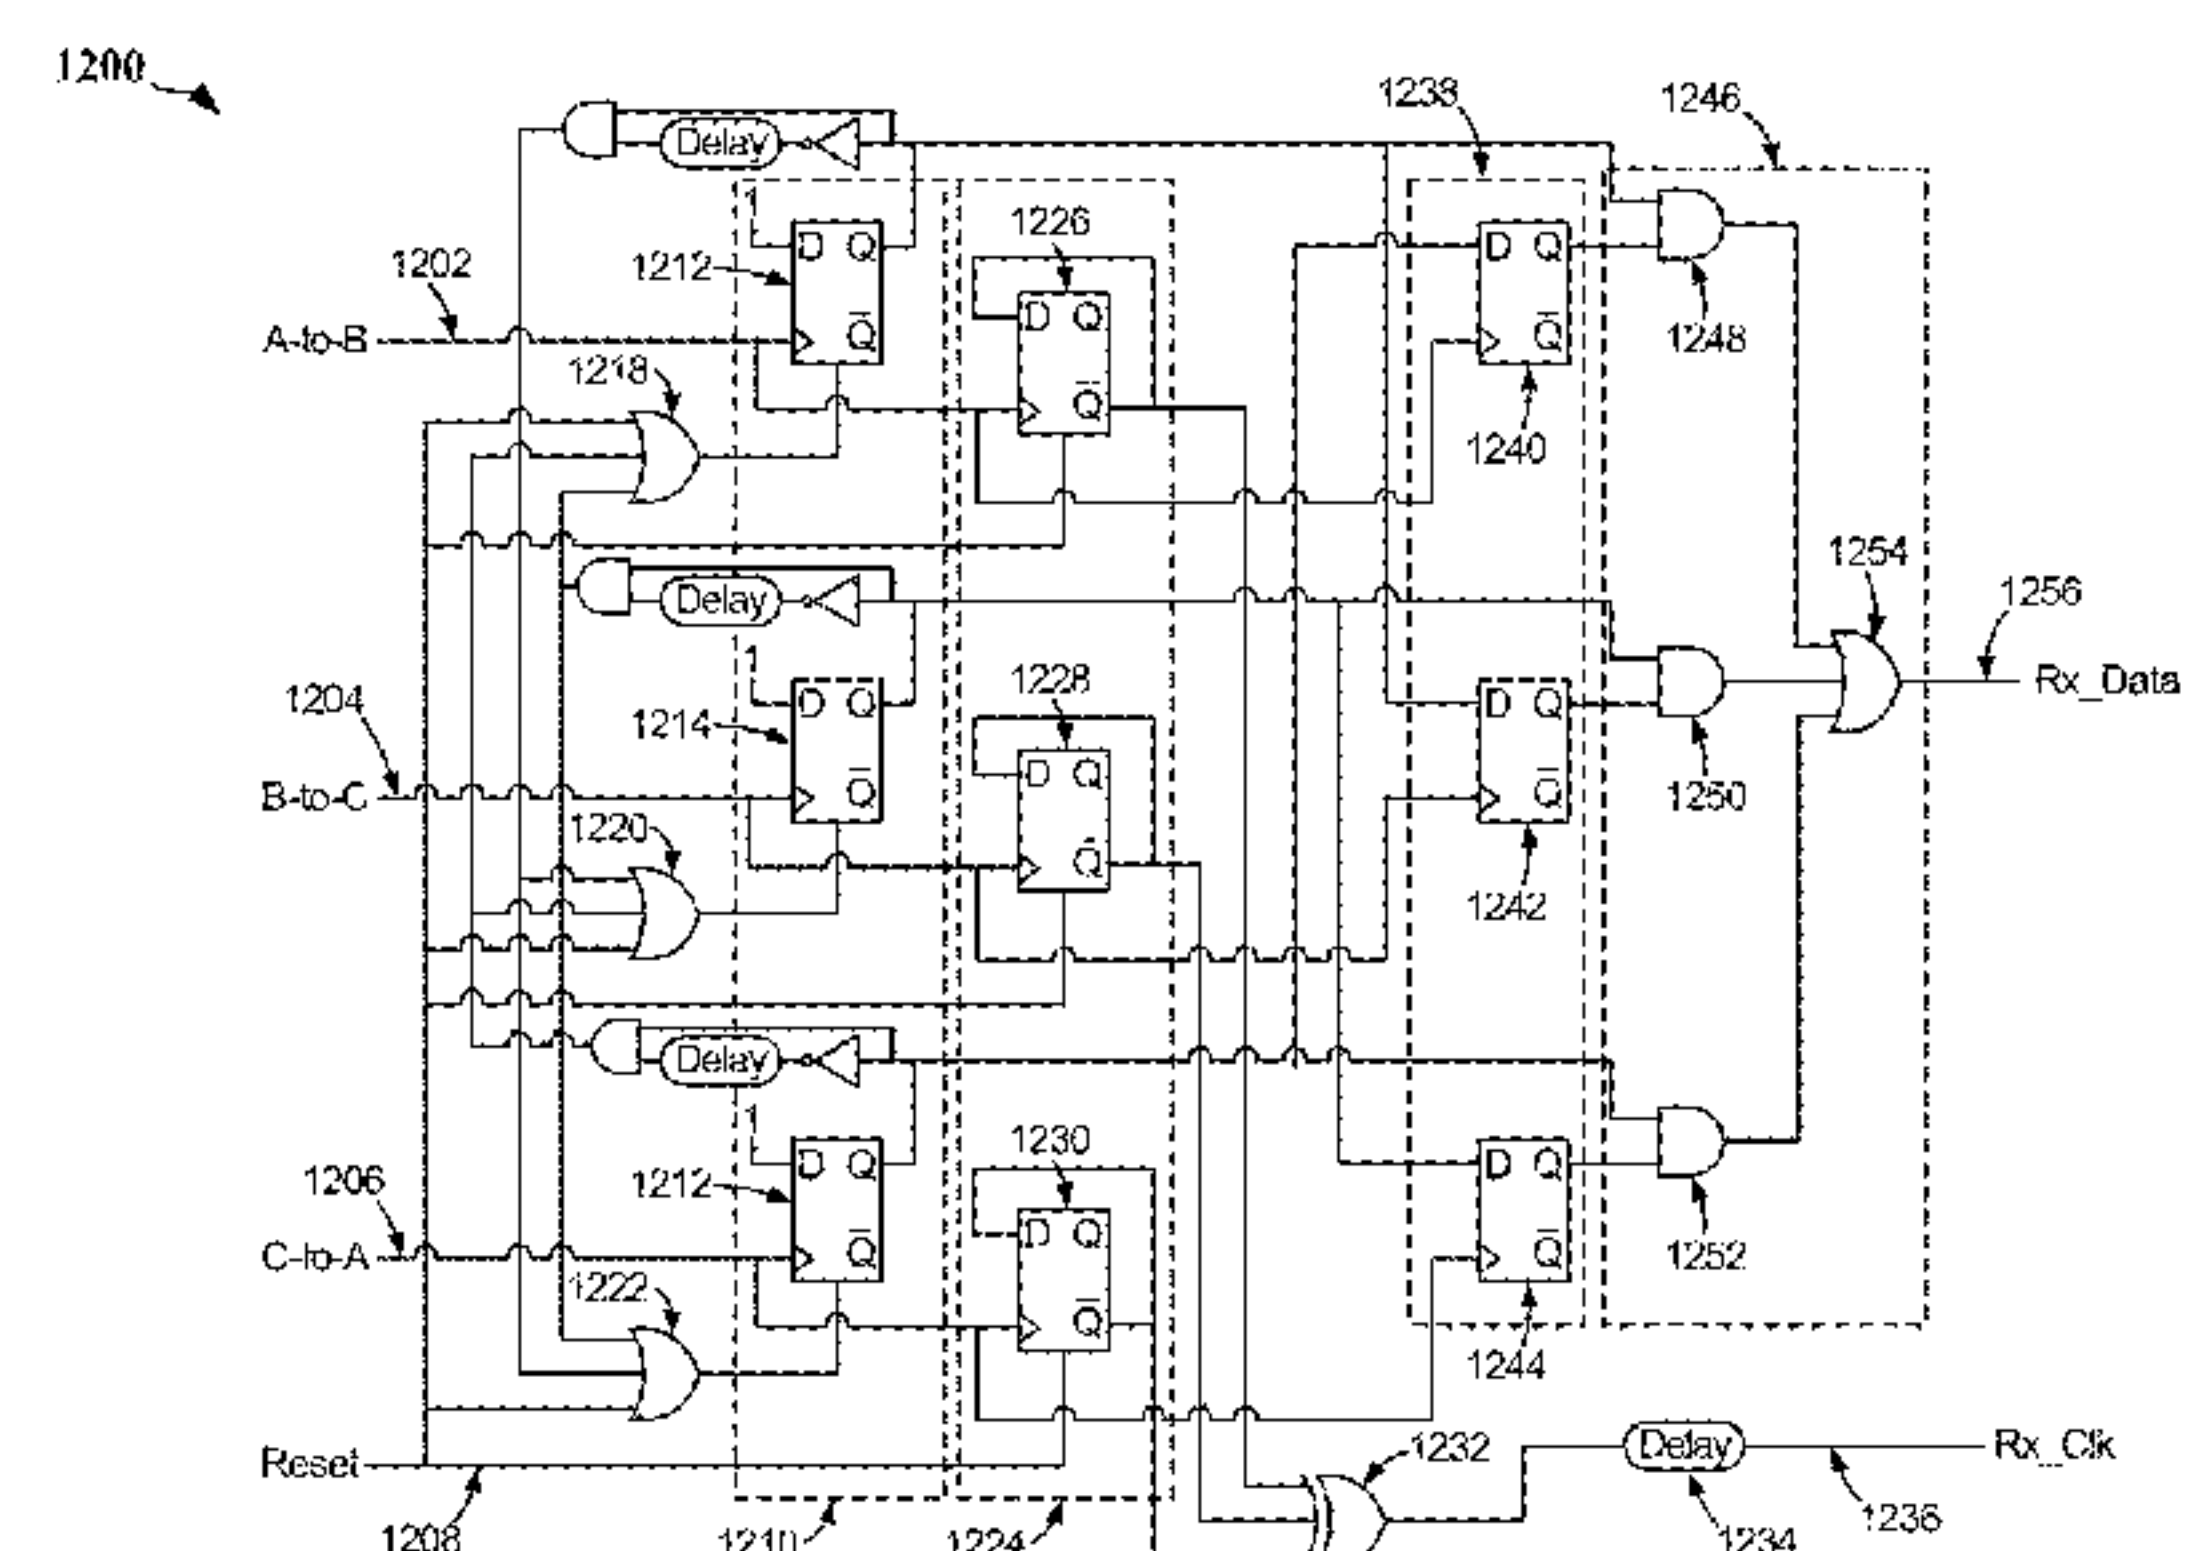 1200
1238
1246
Delay
1
1226
1202
1212
D Q
D Q
Q
D Q
Q
1248
A-to-B
1218
Q
1240
1254
Delay
1256
1
1228
1204
1214
D Q
D Q
Q
D Q
Q
Rx_Data
B-to-C
1220
Q
1250
1242
Delay
1
1230
1206
1212
D Q
D Q
Q
D Q
Q
1252
C-to-A
1222
Q
1244
Reset
1232
Delay
Rx_Clk
1208
1210
1224
1234
1236